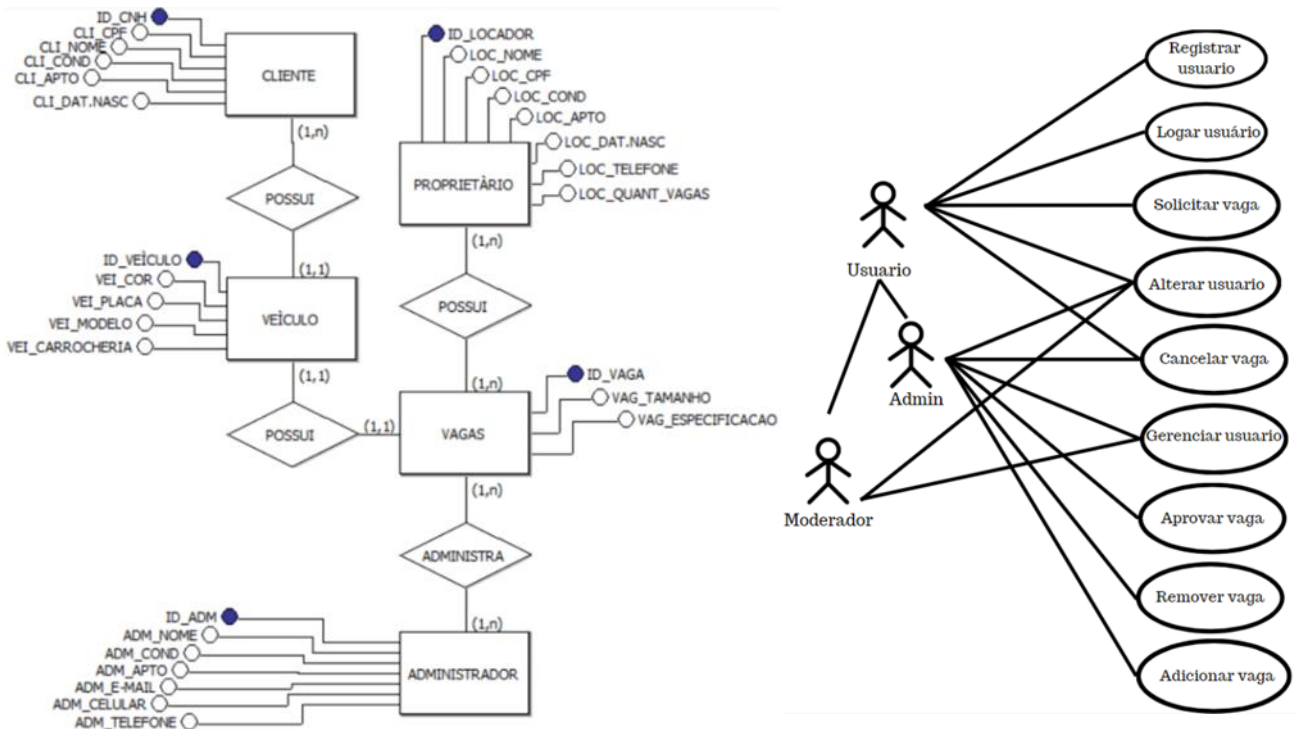 ID_CNH
CLI_CPF
CLI_NOME
CLI_COND
CLI_APTO
CLI_DAT.NASC
CLIENTE
(1,n)
POSSUI
(1,1)
ID_VEÌCULO
VEI_COR
VEI_PLACA
VEI_MODELO
VEI_CARROCHERIA
VEÌCULO
(1,1)
POSSUI
(1,1)
ID_LOCADOR
LOC_NOME
LOC_CPF
LOC_COND
LOC_APTO
LOC_DAT.NASC
LOC_TELEFONE
LOC_QUANT_VAGAS
PROPRIETÀRIO
(1,n)
POSSUI
(1,n)
ID_VAGA
VAG_TAMANHO
VAG_ESPECIFICACAO
VAGAS
(1,n)
ADMINISTRA
(1,n)
ID_ADM
ADM_NOME
ADM_COND
ADM_APTO
ADM_E-MAIL
ADM_CELULAR
ADM_TELEFONE
ADMINISTRADOR
Usuario
Admin
Moderador
Registrar
usuario
Logar usuário
Solicitar vaga
Alterar usuario
Cancelar vaga
Gerenciar usuario
Aprovar vaga
Remover vaga
Adicionar vaga